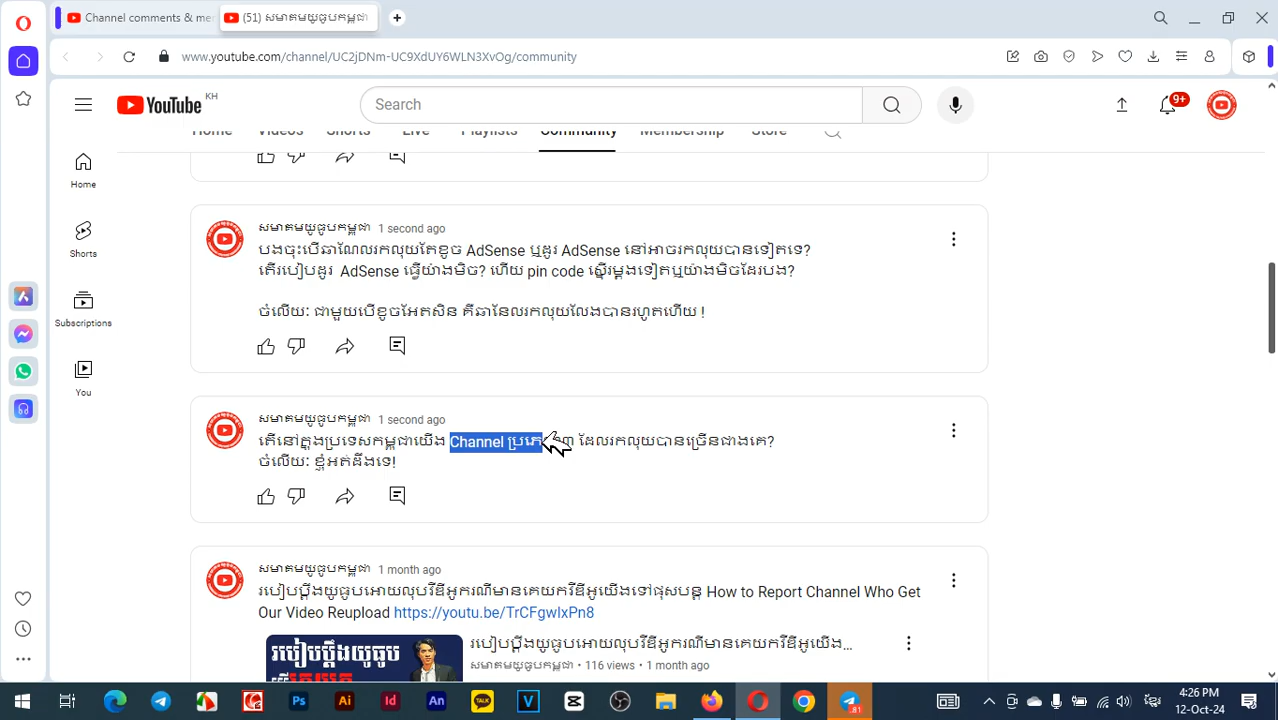 Channel comments & me
(51) សមាគមយូធូបកម្ពុជា
www.youtube.com/channel/UC2jDNm-UC9XdUY6WLN3XvOg/community
YouTube KH
Search
9+
Home Videos Shorts Live Playlists Community Membership Store
Home
Shorts
Subscriptions
You
សមាគមយូធូបកម្ពុជា 1 second ago
បងចុះបើឆាណែលរកលុយតែខូច AdSense ឬដូរ AdSense នៅអាចរកលុយបានទៀតទេ?
តើរបៀបដូរ AdSense ធ្វើយ៉ាងមិច? ហើយ pin code ស្នើរម្តងទៀតឬយ៉ាងមិចដែរបង?
ចំលើយៈ ជាមួយបើខូចអែតសិន គឺឆានែលរកលុយលែងបានរហូតហើយ !
សមាគមយូធូបកម្ពុជា 1 second ago
តើនៅក្នុងប្រទេសកម្ពុជាយើង Channel ប្រភេ ដែលរកលុយបានច្រើនជាងគេ?
ចំលើយៈ ខ្ញុំអត់ដឹងទេ!
សមាគមយូធូបកម្ពុជា 1 month ago
របៀបប្តឹងយូធូបអោយលុបវីឌីអូករណីមានគេយកវីឌីអូយើងទៅផុសបន្ត How to Report Channel Who Get
Our Video Reupload https://youtu.be/TrCFgwIxPn8
របៀបប្តឹងយូធូប
របៀបប្តឹងយូធូបអោយលុបវីឌីអូករណីមានគេយកវីឌីអូយើង...
សមាគមយូធូបកម្ពុជា • 116 views • 1 month ago
Ps
Ai
Id
An
TALK
V
81
4:26 PM
12-Oct-24